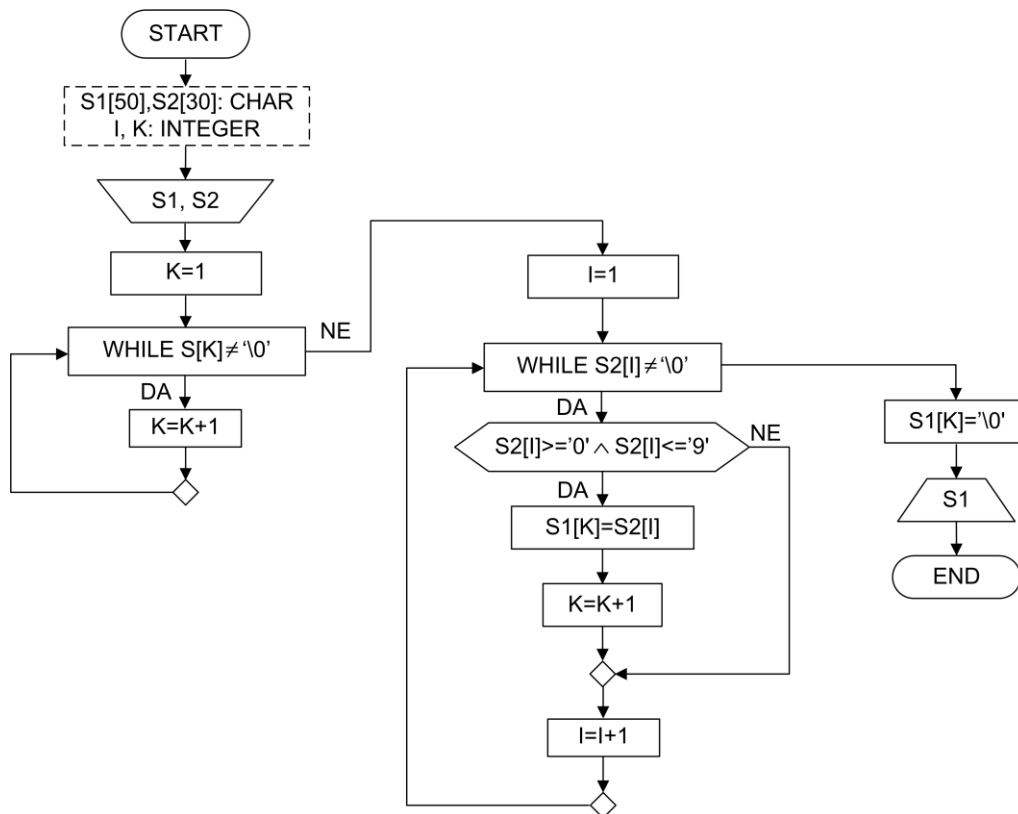 START
S1[50],S2[30]: CHAR
I, K: INTEGER
S1, S2
K=1
WHILE S[K]≠‘\0’
NE
DA
K=K+1
I=1
WHILE S2[I]≠‘\0’
DA
S2[I]>='0' ∧ S2[I]<=’9'
NE
DA
S1[K]=S2[I]
K=K+1
I=I+1
S1[K]='\0'
S1
END